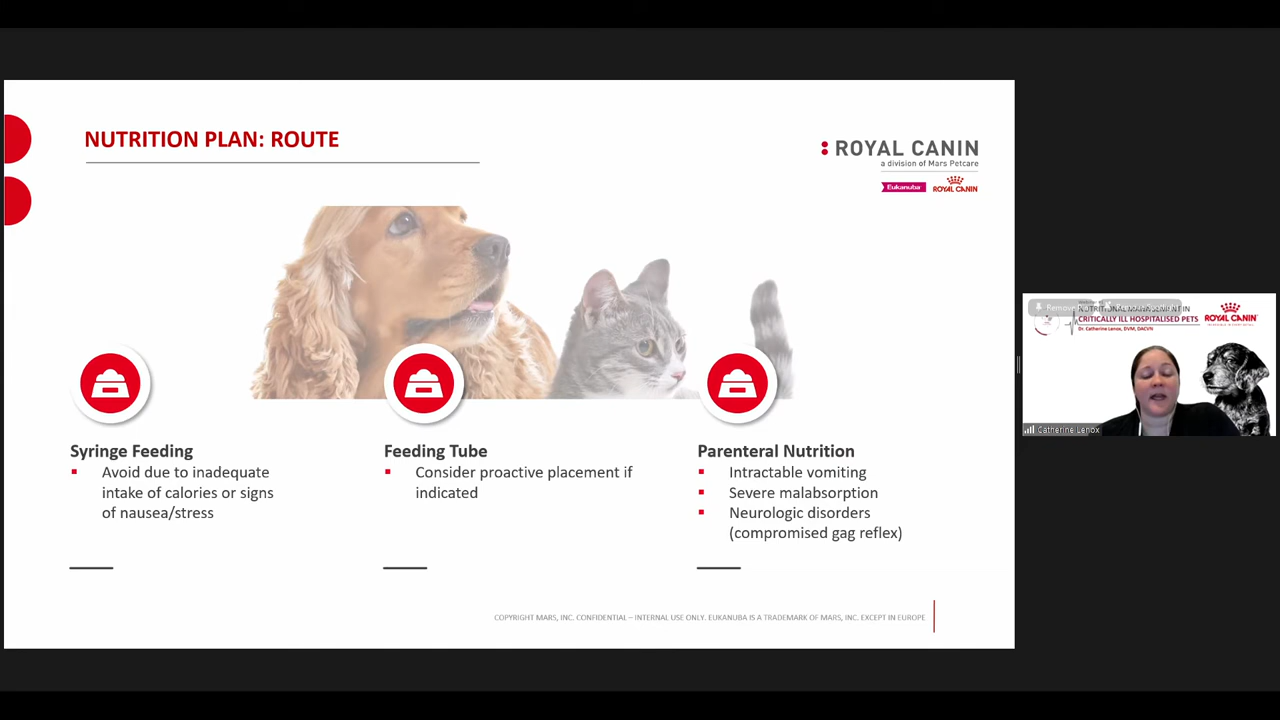 NUTRITION PLAN: ROUTE
ROYAL CANIN
a division of Mars Petcare
Eukanuba
ROYAL CANIN
Syringe Feeding
Avoid due to inadequate
intake of calories or signs
of nausea/stress
Feeding Tube
Consider proactive placement if
indicated
Parenteral Nutrition
Intractable vomiting
Severe malabsorption
Neurologic disorders
(compromised gag reflex)
COPYRIGHT MARS, INC. CONFIDENTIAL – INTERNAL USE ONLY. EUKANUBA IS A TRADEMARK OF MARS, INC. EXCEPT IN EUROPE
NUTRITIONAL MANAGEMENT IN
CRITICALLY ILL HOSPITALISED PETS
Dr. Catherine Lenox, DVM, DACVN
ROYAL CANIN
Catherine Lenox